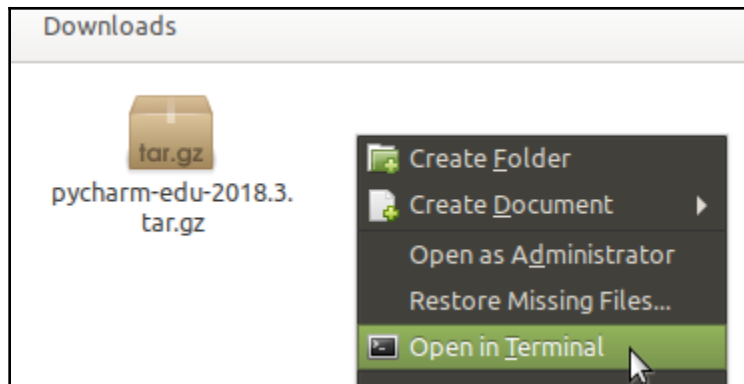 Downloads
tar.gz
pycharm-edu-2018.3.
tar.gz
Create Folder
Create Document
Open as Administrator
Restore Missing Files...
Open in Terminal